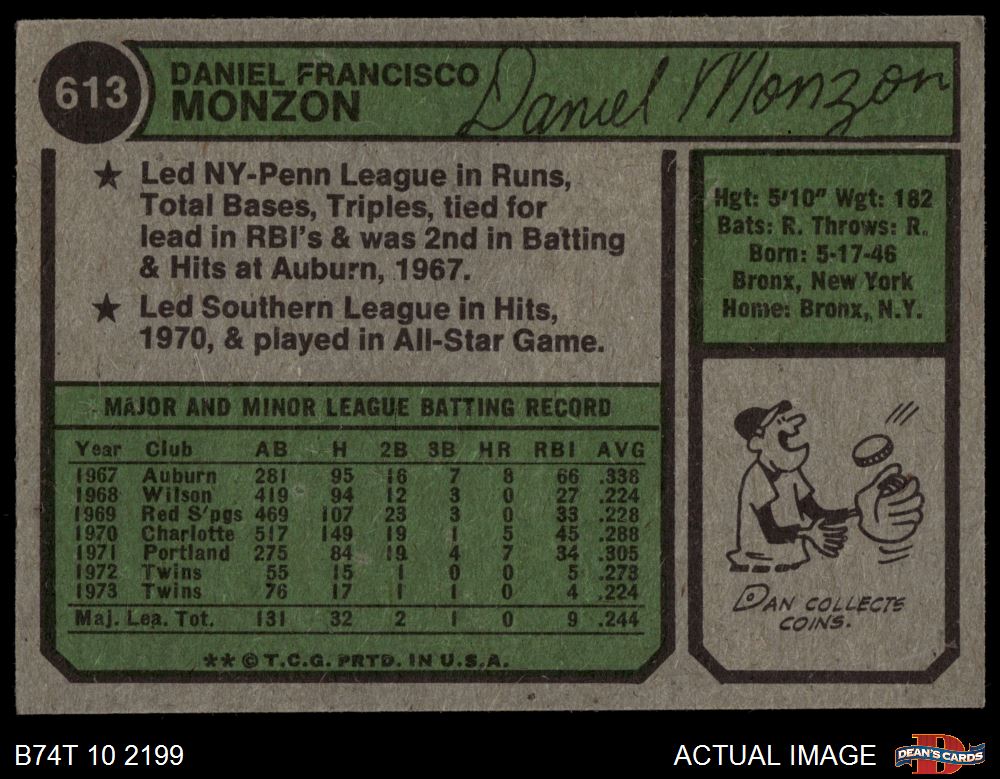 613
DANIEL FRANCISCO
MONZON
Daniel Monzon
★ Led NY-Penn League in Runs,
Total Bases, Triples, tied for
lead in RBI's & was 2nd in Batting
& Hits at Auburn, 1967.
★ Led Southern League in Hits,
1970, & played in All-Star Game.
Hgt: 5'10" Wgt: 182
Bats: R. Throws: R.
Born: 5-17-46
Bronx, New York
Home: Bronx, N.Y.
MAJOR AND MINOR LEAGUE BATTING RECORD
Year Club AB H 2B 3B HR RBI AVG
1967 Auburn 281 95 16 7 8 66 .338
1968 Wilson 419 94 12 3 0 27 .224
1969 Red S'pgs 469 107 23 3 0 33 .228
1970 Charlotte 517 149 19 1 5 45 .288
1971 Portland 275 84 19 4 7 34 .305
1972 Twins 55 15 1 0 0 5 .273
1973 Twins 76 17 1 1 0 4 .224
Maj. Lea. Tot. 131 32 2 1 0 9 .244
** © T.C.G. PRTD. IN U.S.A.
DAN COLLECTS
COINS.
B74T 10 2199
ACTUAL IMAGE
DEAN'S CARDS